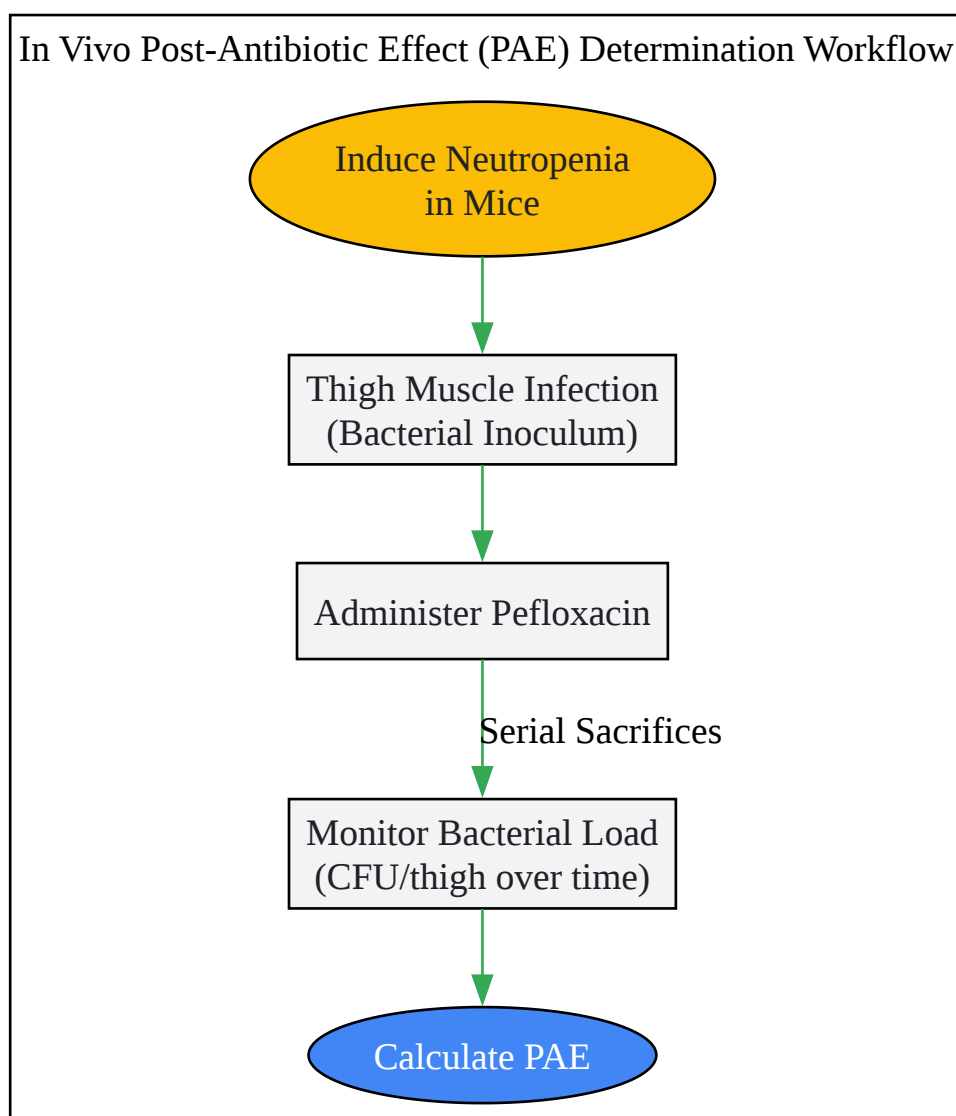 In Vivo Post-Antibiotic Effect (PAE) Determination Workflow
Induce Neutropenia
in Mice
Thigh Muscle Infection
(Bacterial Inoculum)
Administer Pefloxacin
Serial Sacrifices
Monitor Bacterial Load
(CFU/thigh over time)
Calculate PAE